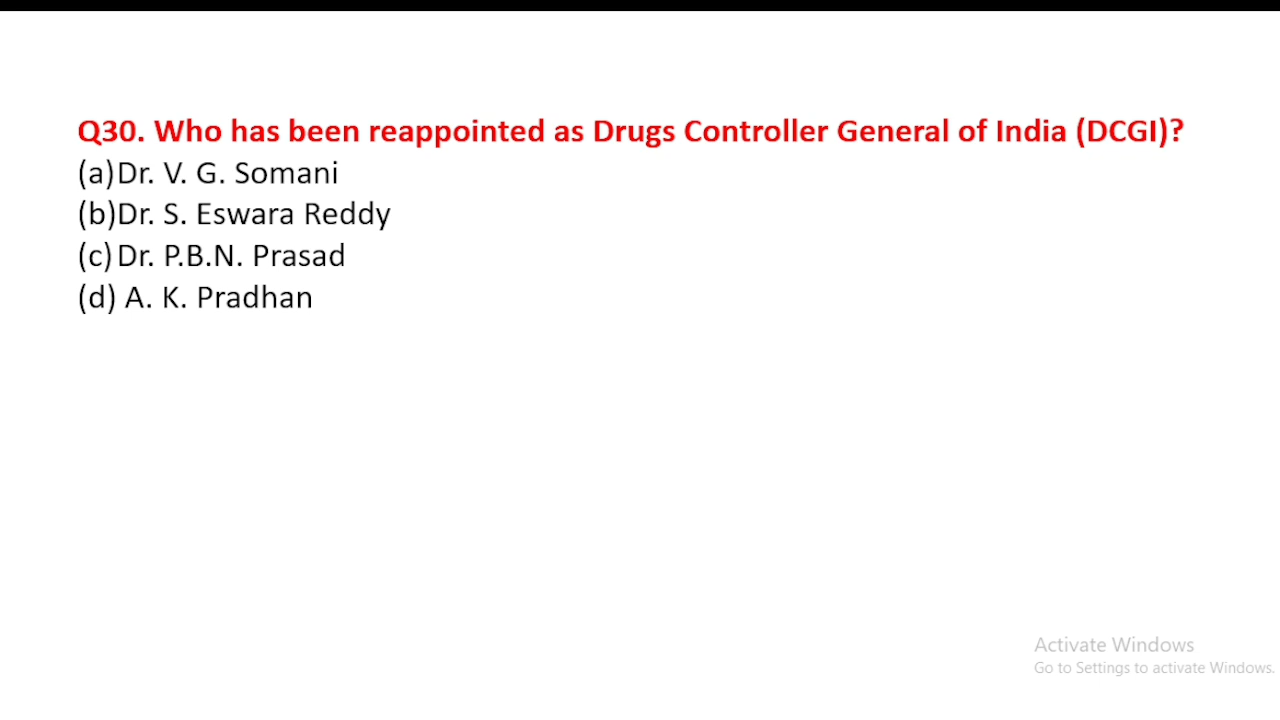 Q30. Who has been reappointed as Drugs Controller General of India (DCGI)?
(a)Dr. V. G. Somani
(b)Dr. S. Eswara Reddy
(c)Dr. P.B.N. Prasad
(d) A. K. Pradhan
Activate Windows
Go to Settings to activate Windows.